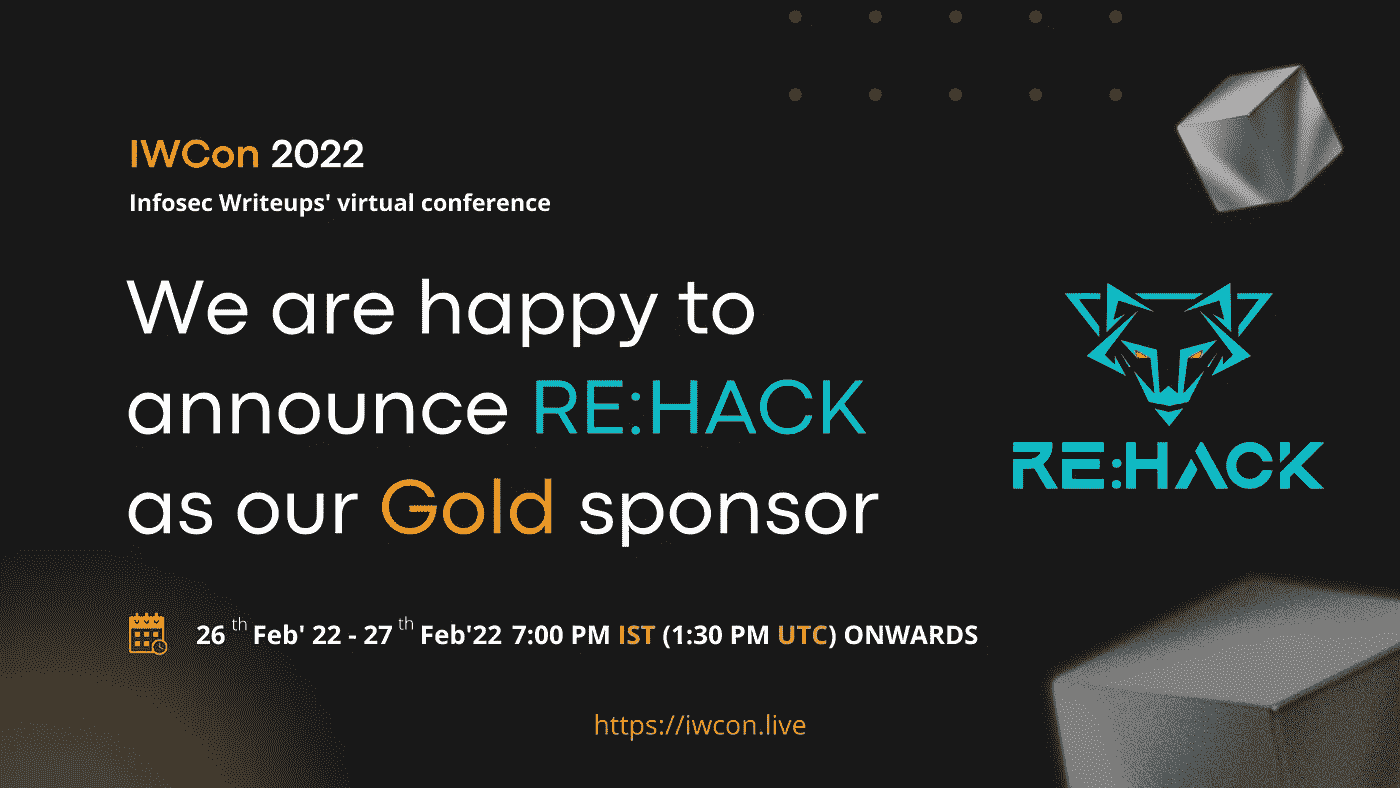 IWCon 2022
Infosec Writeups' virtual conference
We are happy to
announce RE:HACK
as our Gold sponsor
RE:HACK
26 th Feb' 22 - 27 th Feb'22 7:00 PM IST (1:30 PM UTC) ONWARDS
https://iwcon.live